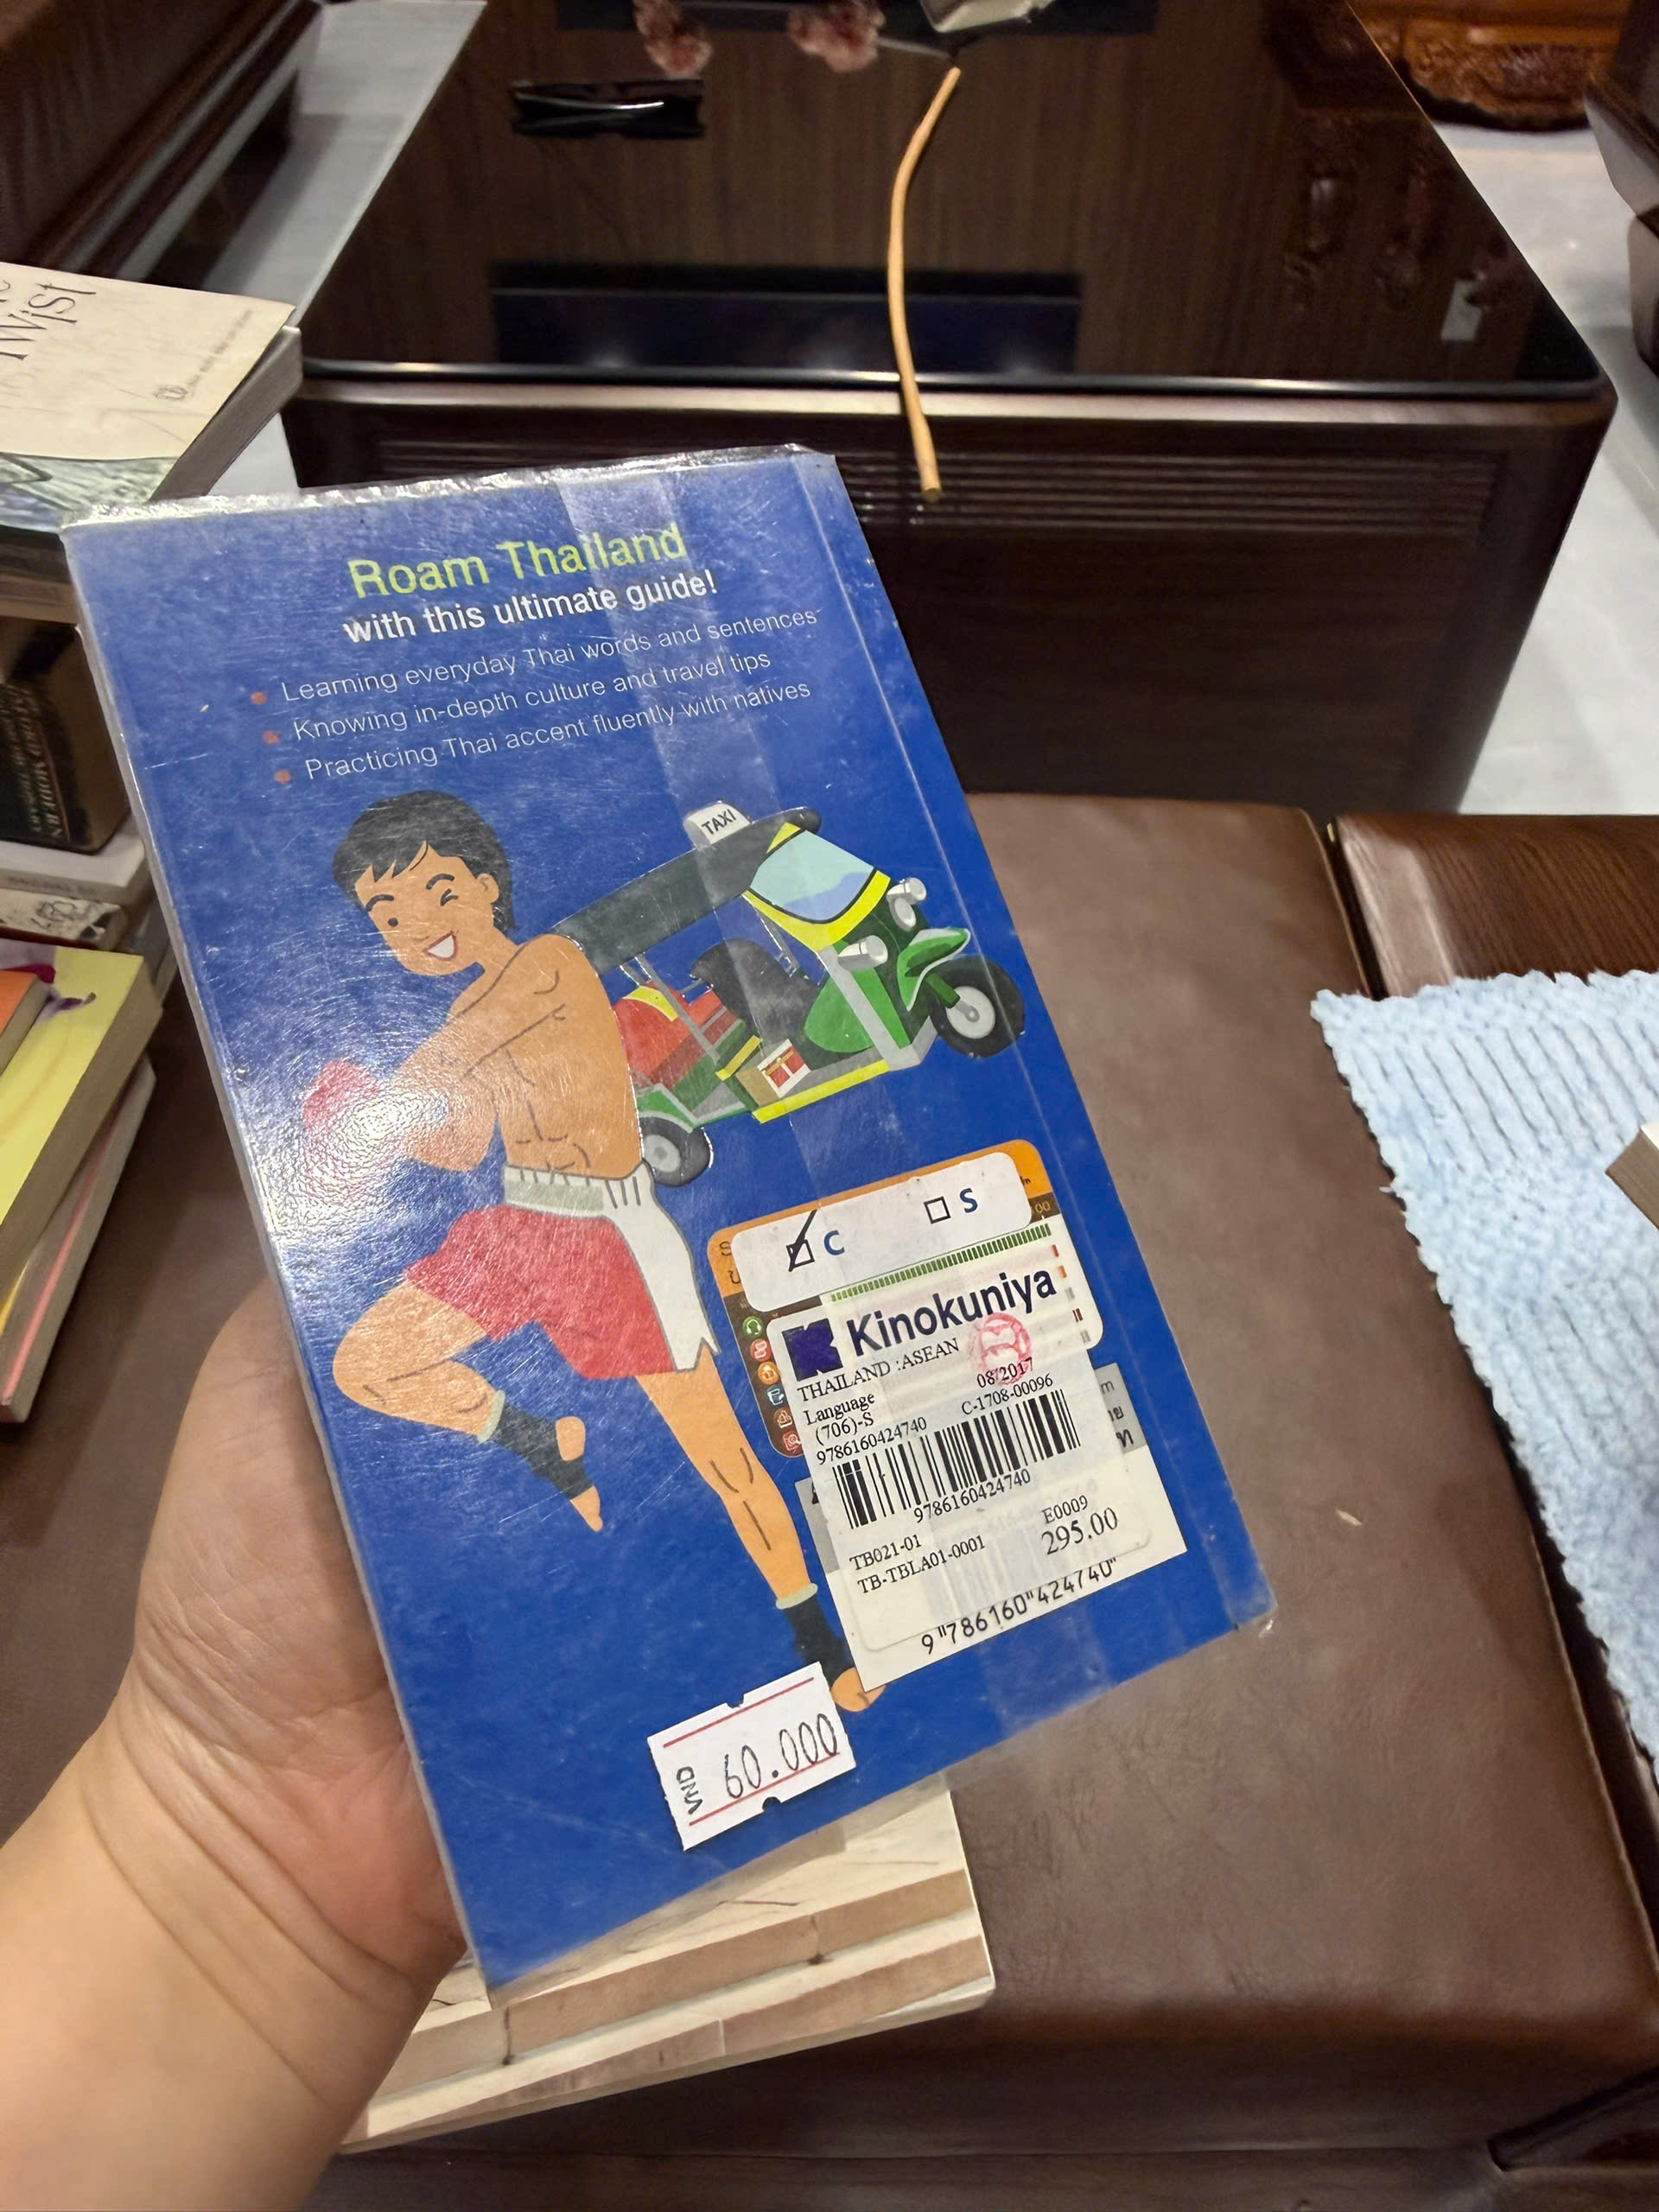 Twist
Roam Thailand
with this ultimate guide!
Learning everyday Thai words and sentences
Knowing in-depth culture and travel tips
Practicing Thai accent fluently with natives
TAXI
C
S
Kinokuniya
THAILAND :ASEAN
Language 08/2017
(706)-S C-1708-00096
9786160424740
9786160424740
TB021-01 E0009
TB-TBLA01-0001 295.00
9"786160"424740"
VND 60.000